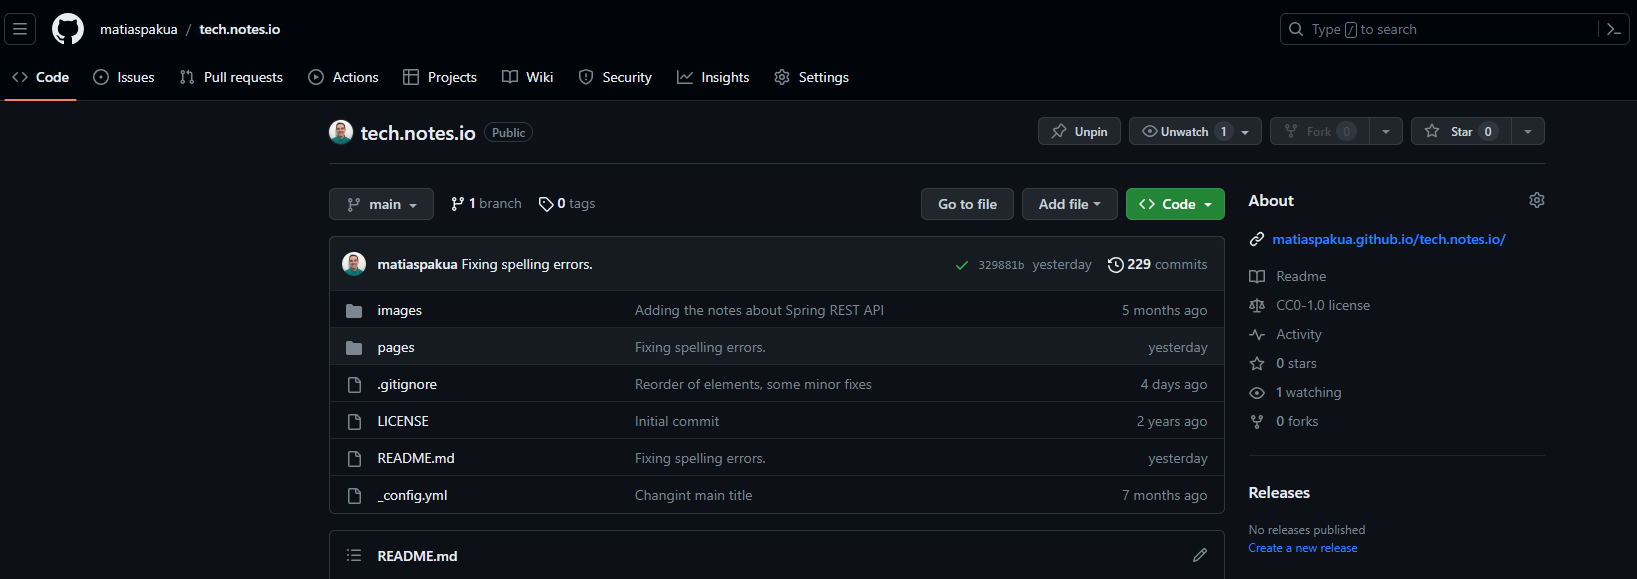 matiaspakua / tech.notes.io
Type / to search
Code Issues Pull requests Actions Projects Wiki Security Insights Settings
tech.notes.io Public
Unpin Unwatch 1 Fork 0 Star 0
main 1 branch 0 tags Go to file Add file Code
matiaspakua Fixing spelling errors. 329881b yesterday 229 commits
images Adding the notes about Spring REST API 5 months ago
pages Fixing spelling errors. yesterday
.gitignore Reorder of elements, some minor fixes 4 days ago
LICENSE Initial commit 2 years ago
README.md Fixing spelling errors. yesterday
_config.yml Changint main title 7 months ago
README.md
About
matiaspakua.github.io/tech.notes.io/
Readme
CC0-1.0 license
Activity
0 stars
1 watching
0 forks
Releases
No releases published
Create a new release